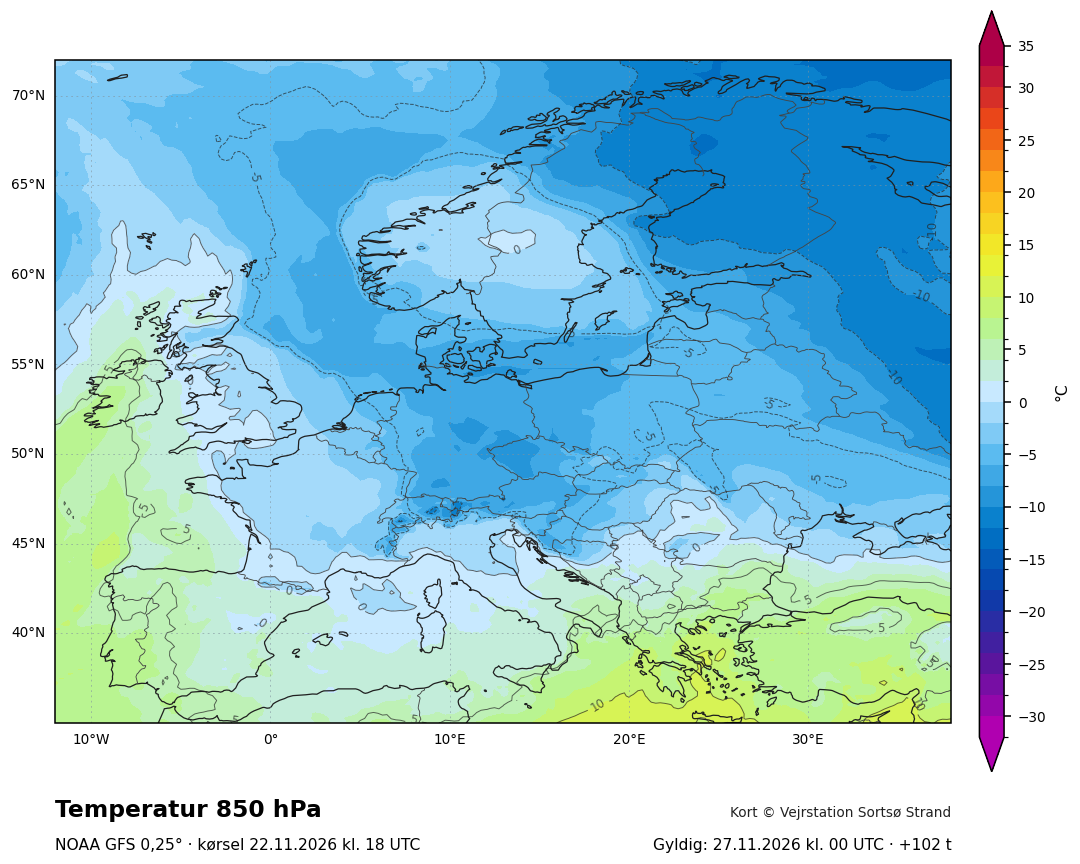 35
30
25
20
15
10
5
0
−5
−10
−15
−20
−25
−30
°C
70°N
65°N
60°N
55°N
50°N
45°N
40°N
10°W
0°
10°E
20°E
30°E
Temperatur 850 hPa
Kort © Vejrstation Sortsø Strand
NOAA GFS 0,25° · kørsel 22.11.2026 kl. 18 UTC
Gyldig: 27.11.2026 kl. 00 UTC · +102 t